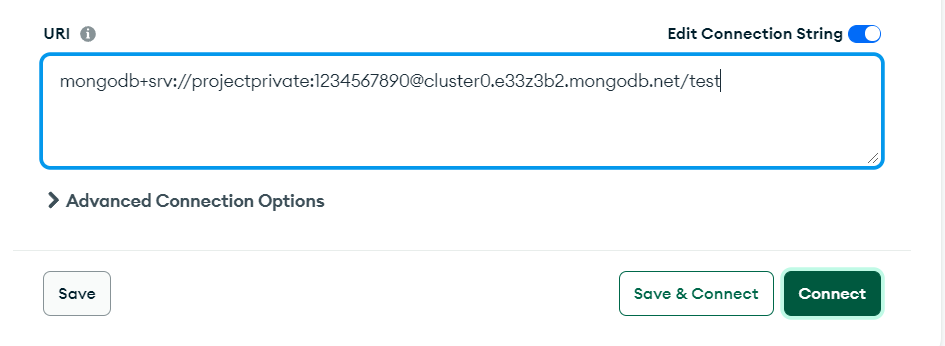 URI
Edit Connection String
mongodb+srv://projectprivate:1234567890@cluster0.e33z3b2.mongodb.net/test
Advanced Connection Options
Save
Save & Connect
Connect